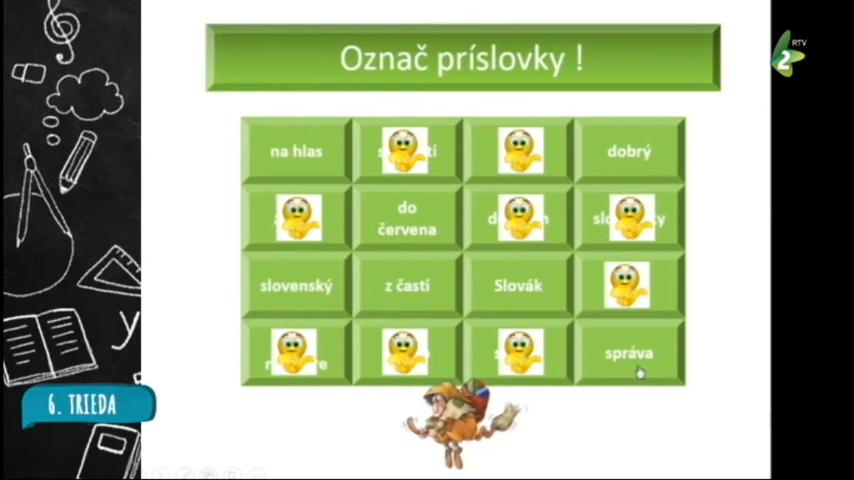 Označ príslovky !
RTV
2
na hlas
dobrý
do
červena
slovenský
z časti
Slovák
správa
6. TRIEDA
y